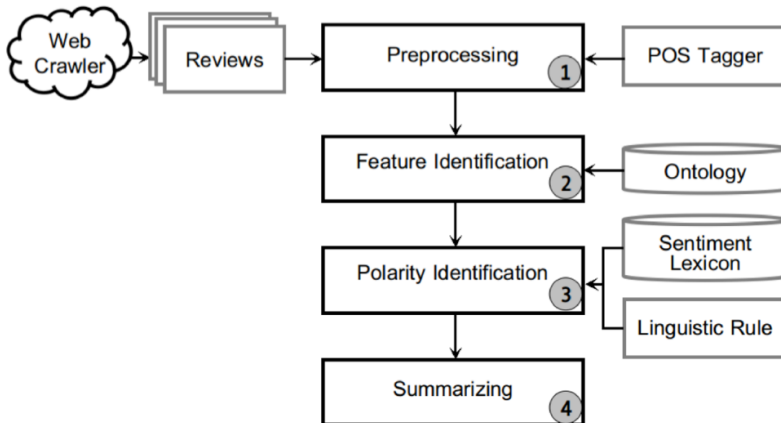 Web
Crawler
Reviews
Preprocessing
1
POS Tagger
Feature Identification
2
Ontology
Polarity Identification
3
Sentiment
Lexicon
Linguistic Rule
Summarizing
4